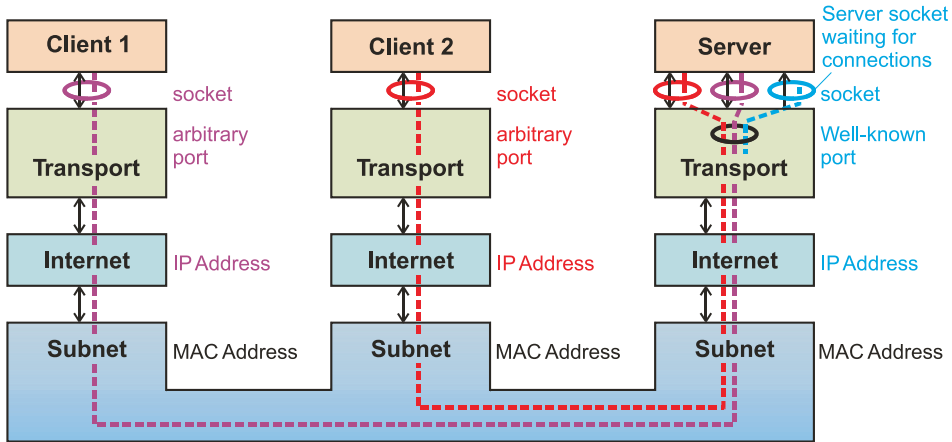 Client 1
Client 2
Server
Server socket
waiting for
connections
socket
socket
socket
arbitrary
port
arbitrary
port
Well-known
port
Transport
Transport
Transport
Internet
IP Address
Internet
IP Address
Internet
IP Address
Subnet
MAC Address
Subnet
MAC Address
Subnet
MAC Address